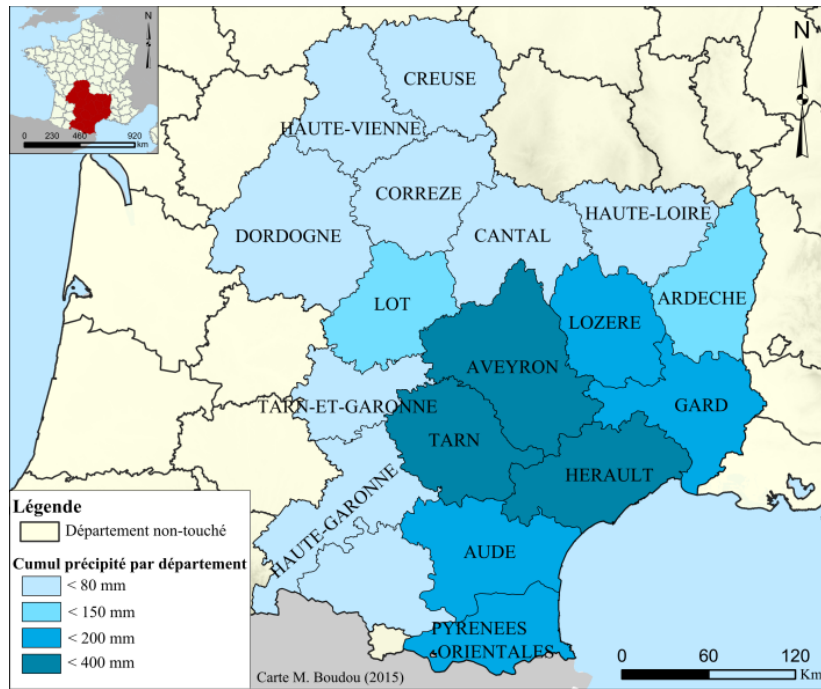 N
0 230 460 920
km
N
CREUSE
HAUTE-VIENNE
CORREZE
HAUTE-LOIRE
DORDOGNE
CANTAL
ARDECHE
LOT
LOZERE
AVEYRON
TARN-ET-GARONNE
GARD
TARN
HERAULT
HAUTE-GARONNE
AUDE
PYRENEES
ORIENTALES
Légende
Département non-touché
Cumul précipité par département
< 80 mm
< 150 mm
< 200 mm
< 400 mm
Carte M. Boudou (2015)
0 60 120
Km